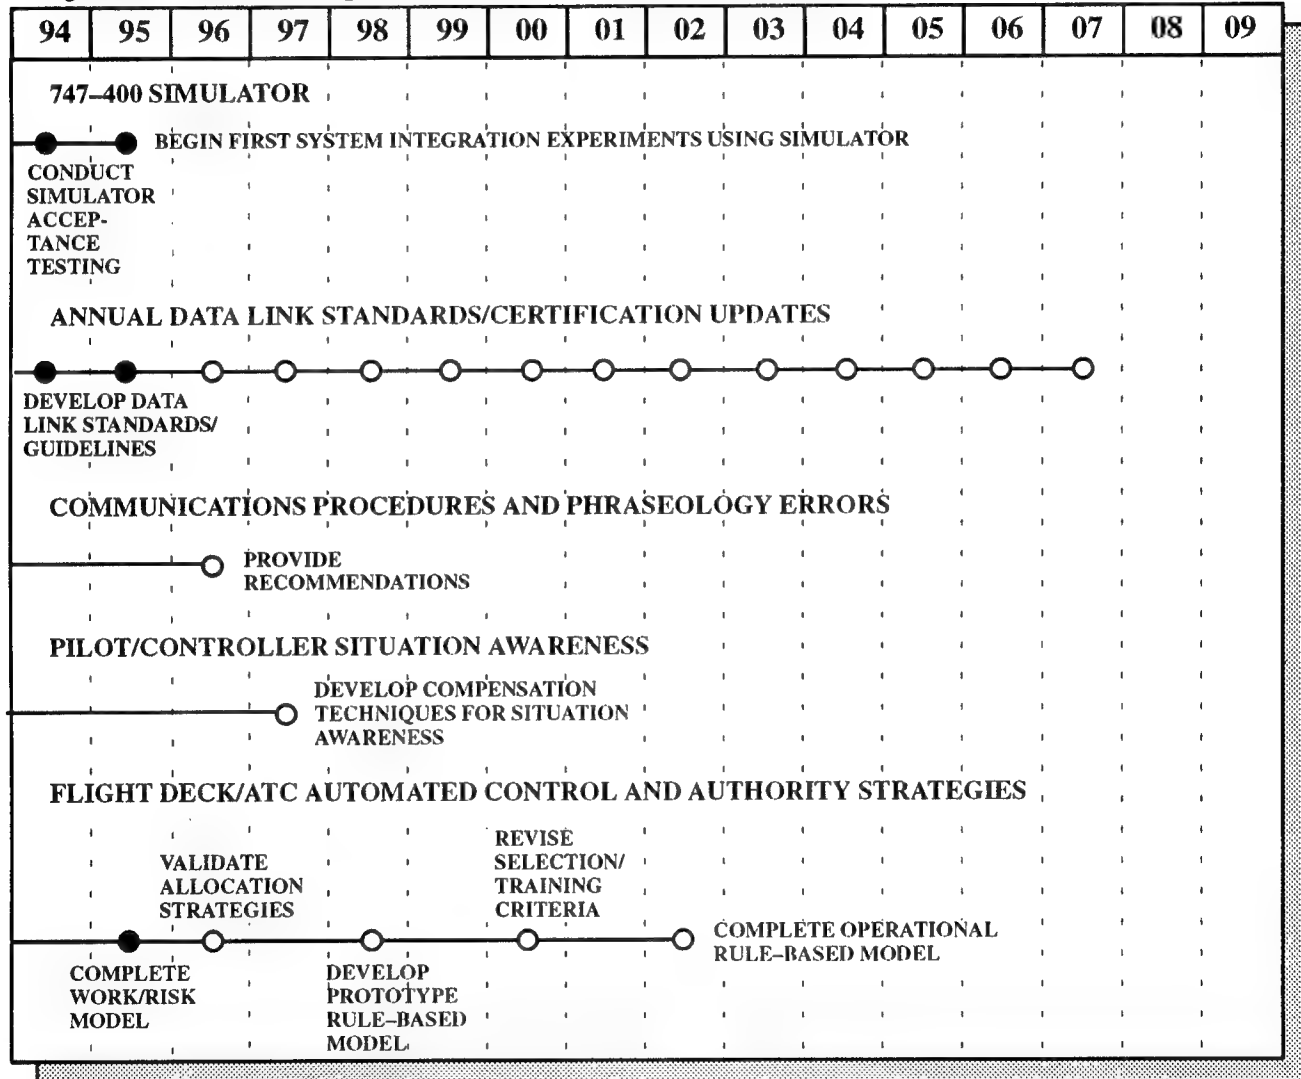 94 95 96 97 98 99 00 01 02 03 04 05 06 07 08 09
747–400 SIMULATOR
BEGIN FIRST SYSTEM INTEGRATION EXPERIMENTS USING SIMULATOR
CONDUCT
SIMULATOR
ACCEP-
TANCE
TESTING
ANNUAL DATA LINK STANDARDS/CERTIFICATION UPDATES
DEVELOP DATA
LINK STANDARDS/
GUIDELINES
COMMUNICATIONS PROCEDURES AND PHRASEOLOGY ERRORS
PROVIDE
RECOMMENDATIONS
PILOT/CONTROLLER SITUATION AWARENESS
DEVELOP COMPENSATION
TECHNIQUES FOR SITUATION
AWARENESS
FLIGHT DECK/ATC AUTOMATED CONTROL AND AUTHORITY STRATEGIES
VALIDATE
ALLOCATION
STRATEGIES
REVISE
SELECTION/
TRAINING
CRITERIA
COMPLETE OPERATIONAL
RULE–BASED MODEL
COMPLETE
WORK/RISK
MODEL
DEVELOP
PROTOTYPE
RULE–BASED
MODEL